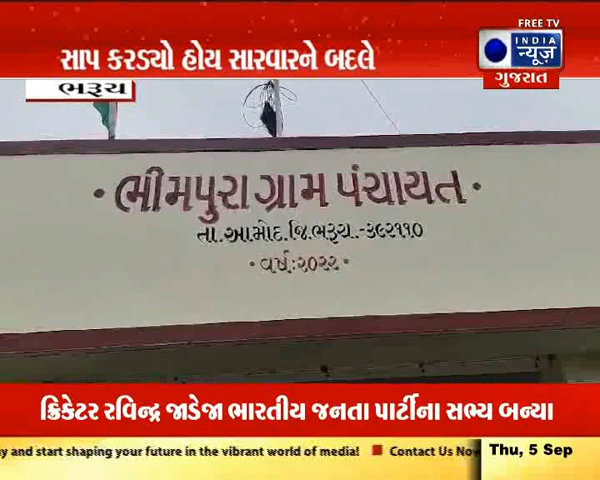 FREE TV
INDIA
ન્યૂઝ
ગુજરાત
સાપ કરડ્યો હોય સારવારને બદલે
ભરૂચ
• ભીમપુરા ગ્રામ પંચાયત •
તા.આમોદ.જિ.ભરૂચ.-૩૯૨૧૧૦
• વર્ષ:૨૦૨૨ •
ક્રિકેટર રવિન્દ્ર જાડેજા ભારતીય જનતા પાર્ટીના સભ્ય બન્યા
y and start shaping your future in the vibrant world of media! ■ Contact Us Now
Thu, 5 Sep